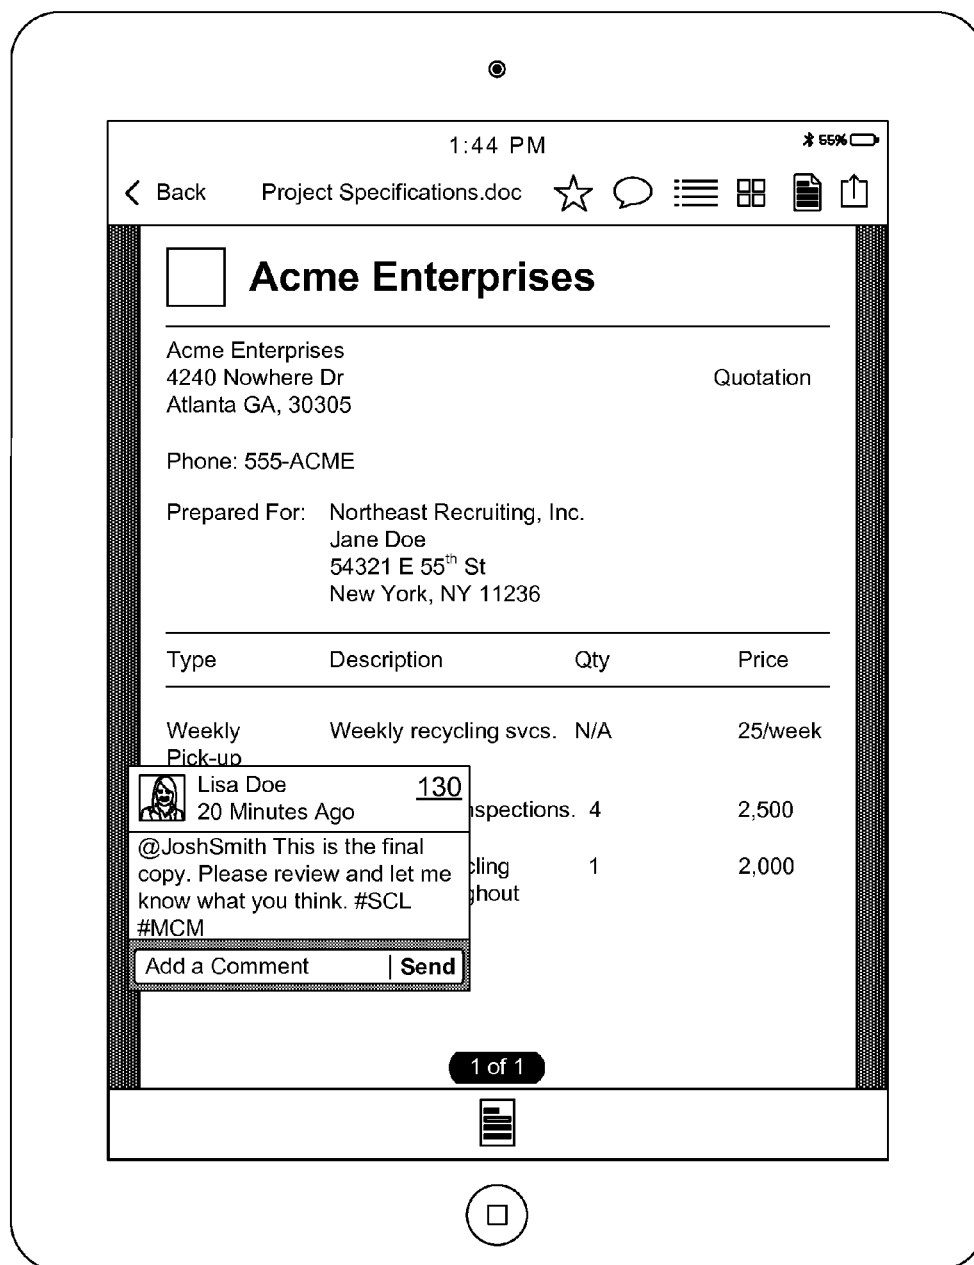 1:44 PM 55%
Back Project Specifications.doc
Acme Enterprises
Acme Enterprises
4240 Nowhere Dr Quotation
Atlanta GA, 30305
Phone: 555-ACME
Prepared For: Northeast Recruiting, Inc.
Jane Doe
54321 E 55th St
New York, NY 11236
Type Description Qty Price
Weekly Weekly recycling svcs. N/A 25/week
Pick-up
Lisa Doe 130
20 Minutes Ago
@JoshSmith This is the final
copy. Please review and let me
know what you think. #SCL
#MCM
Add a Comment | Send
spections. 4 2,500
cling 1 2,000
ghout
1 of 1